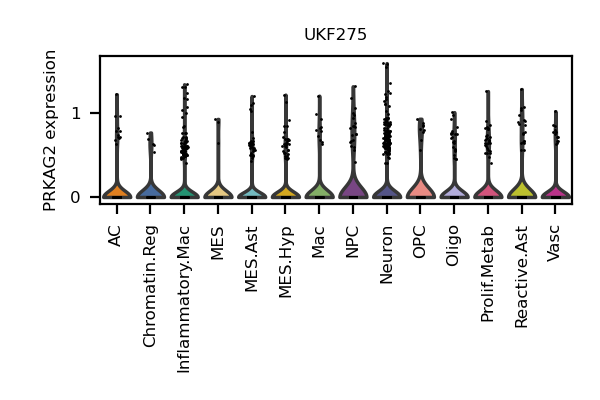 UKF275
PRKAG2 expression
1
0
AC
Chromatin.Reg
Inflammatory.Mac
MES
MES.Ast
MES.Hyp
Mac
NPC
Neuron
OPC
Oligo
Prolif.Metab
Reactive.Ast
Vasc